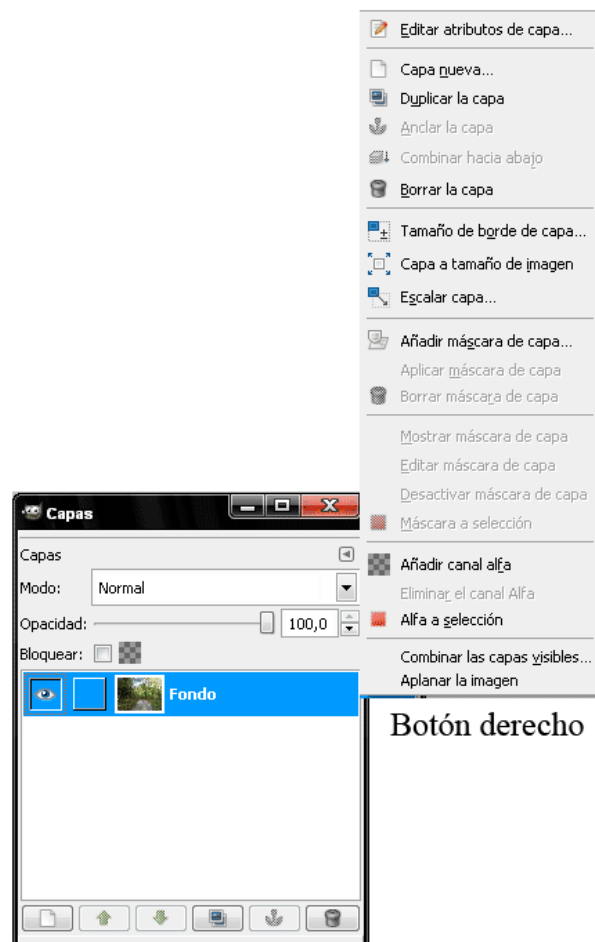 Editar atributos de capa...
Capa nueva...
Duplicar la capa
Anclar la capa
Combinar hacia abajo
Borrar la capa
Tamaño de borde de capa...
Capa a tamaño de imagen
Escalar capa...
Añadir máscara de capa...
Aplicar máscara de capa
Borrar máscara de capa
Mostrar máscara de capa
Editar máscara de capa
Desactivar máscara de capa
Máscara a selección
Añadir canal alfa
Eliminar el canal Alfa
Alfa a selección
Combinar las capas visibles...
Aplanar la imagen
Botón derecho
Capas
Capas
Modo: Normal
Opacidad: 100,0
Bloquear:
Fondo